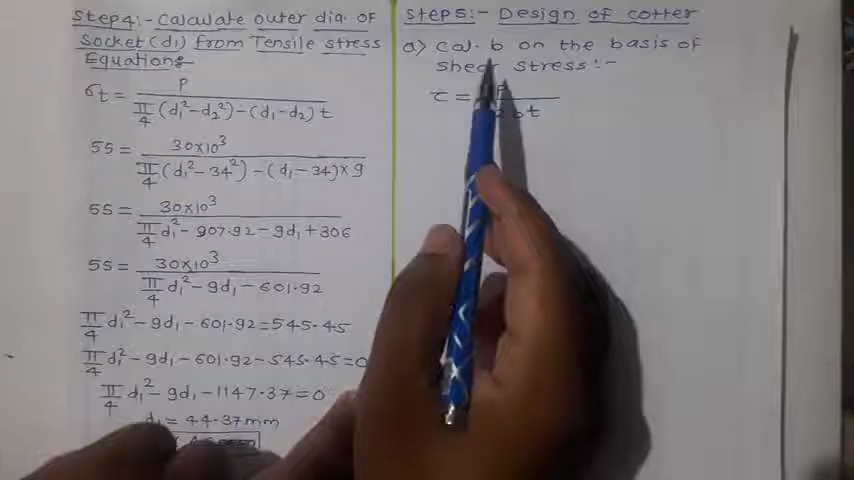 Step4:- Calculate outer dia. of
Socket (d₁) from Tensile stress
Equations
σt = P / π/4 (d₁²-d₂²)-(d₁-d₂)t
55 = 30×10³ / π/4 (d₁²-34²)-(d₁-34)×9
55 = 30×10³ / π/4 d₁²-907.92-9d₁+306
55 = 30×10³ / π/4 d₁²-9d₁-601.92
π/4 d₁²-9d₁-601.92=545.45
π/4 d₁²-9d₁-601.92-545.45=0
π/4 d₁²-9d₁-1147.37=0
d₁ = 44.37mm
Step5:- Design of cotter
a) Cal. b on the basis of
shear stress:-
τ = P / 2bt